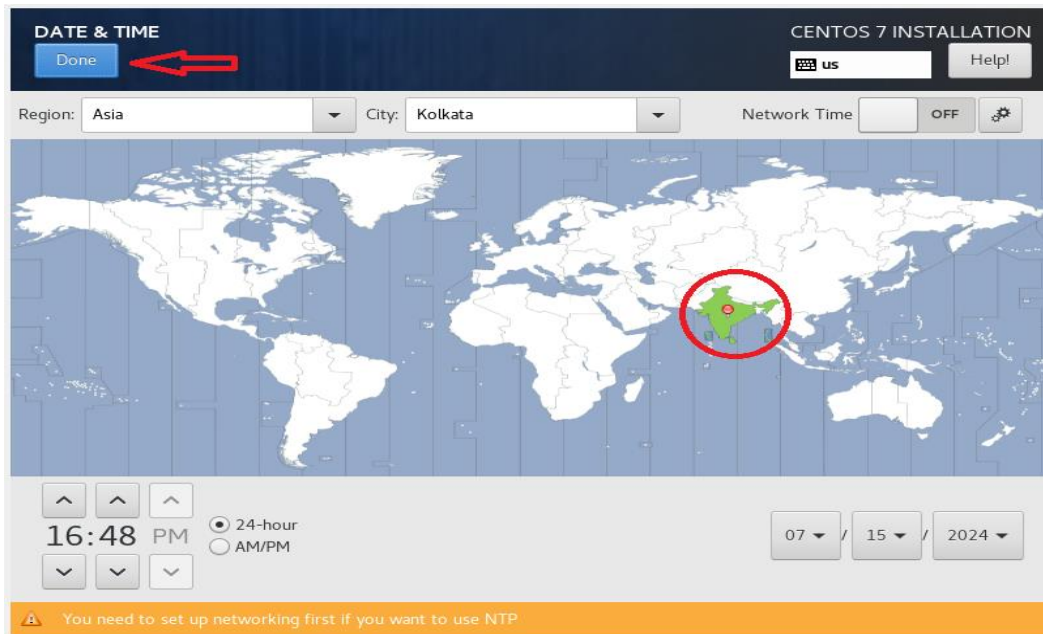 DATE & TIME
CENTOS 7 INSTALLATION
Done
us
Help!
Region: Asia City: Kolkata Network Time OFF
16:48 PM
24-hour
AM/PM
07 / 15 / 2024
You need to set up networking first if you want to use NTP